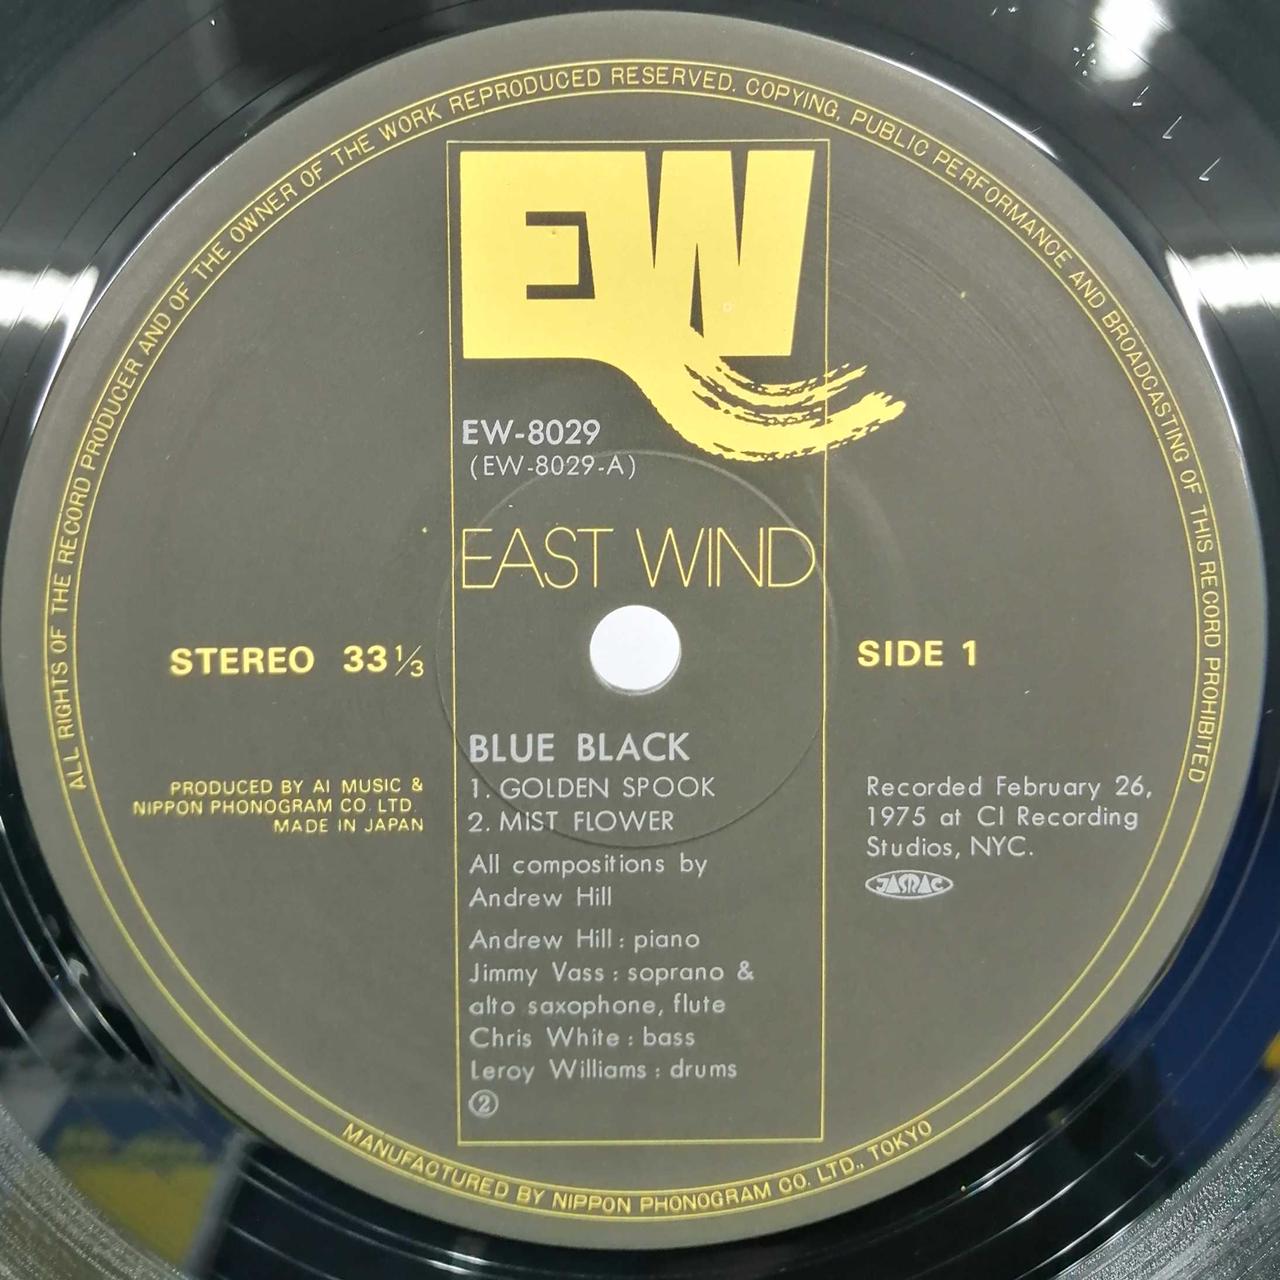 ALL RIGHTS OF THE RECORD PRODUCER AND OF THE OWNER OF THE WORK REPRODUCED RESERVED. COPYING, PUBLIC PERFORMANCE AND BROADCASTING OF THIS RECORD PROHIBITED
EW
EW-8029
(EW-8029-A)
EAST WIND
STEREO 33⅓
SIDE 1
PRODUCED BY AI MUSIC &
NIPPON PHONOGRAM CO. LTD.
MADE IN JAPAN
BLUE BLACK
1. GOLDEN SPOOK
2. MIST FLOWER
All compositions by
Andrew Hill
Andrew Hill : piano
Jimmy Vass : soprano &
alto saxophone, flute
Chris White : bass
Leroy Williams : drums
②
Recorded February 26,
1975 at CI Recording
Studios, NYC.
JASRAC
MANUFACTURED BY NIPPON PHONOGRAM CO. LTD., TOKYO